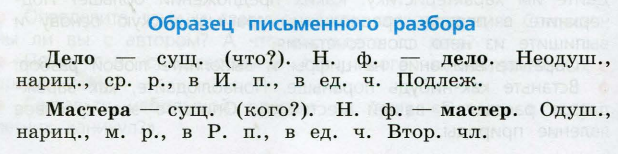 Образец письменного разбора
Дело — сущ. (что?). Н. ф. — дело. Неодуш.,
нариц., ср. р., в И. п., в ед. ч. Подлеж.
Мастера — сущ. (кого?). Н. ф. — мастер. Одуш.,
нариц., м. р., в Р. п., в ед. ч. Втор. чл.